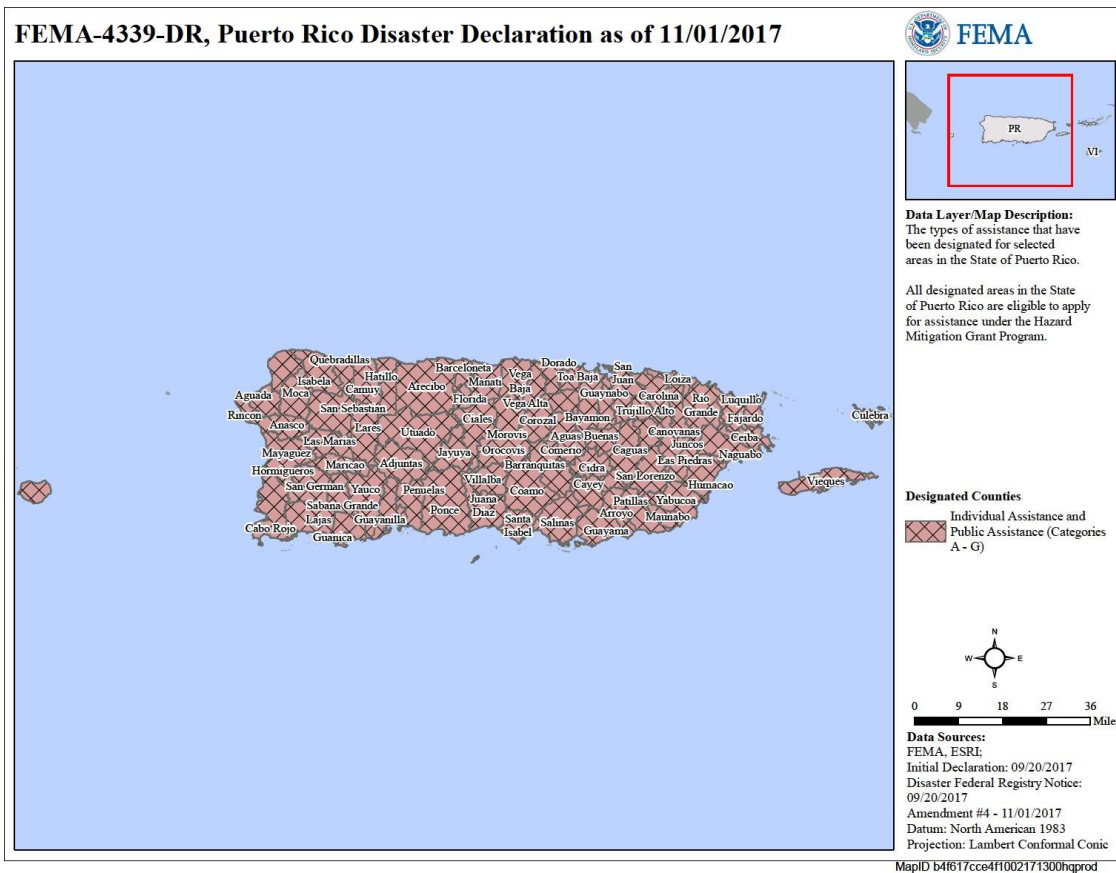 FEMA-4339-DR, Puerto Rico Disaster Declaration as of 11/01/2017
U.S. DEPARTMENT OF
HOMELAND SECURITY
FEMA
PR
VI
Data Layer/Map Description:
The types of assistance that have
been designated for selected
areas in the State of Puerto Rico.
All designated areas in the State
of Puerto Rico are eligible to apply
for assistance under the Hazard
Mitigation Grant Program.
Quebradillas
Barceloneta
Dorado
San
Juan
Hatillo
Vega
Baja
Toa Baja
Loiza
Isabela
Arecibo
Manati
Moca
Camuy
Guaynabo
Carolina
Rio
Grande
Luquillo
Aguada
Florida
Vega Alta
San Sebastian
Trujillo Alto
Rincon
Ciales
Corozal
Bayamon
Fajardo
Culebra
Anasco
Lares
Utuado
Morovis
Aguas Buenas
Canovanas
Ceiba
Las Marias
Juncos
Mayaguez
Jayuya
Orocovis
Comerio
Caguas
Naguabo
Maricao
Adjuntas
Barranquitas
Cidra
Las Piedras
Hormigueros
San Lorenzo
Villalba
Vieques
San German
Yauco
Penuelas
Coamo
Cayey
Humacao
Juana
Diaz
Patillas
Yabucoa
Sabana Grande
Ponce
Arroyo
Lajas
Guayanilla
Santa
Isabel
Salinas
Maunabo
Cabo Rojo
Guayama
Guanica
Designated Counties
Individual Assistance and
Public Assistance (Categories
A - G)
N
W
E
S
0 9 18 27 36
Mile
Data Sources:
FEMA, ESRI;
Initial Declaration: 09/20/2017
Disaster Federal Registry Notice:
09/20/2017
Amendment #4 - 11/01/2017
Datum: North American 1983
Projection: Lambert Conformal Conic
MapID b4f617cce4f1002171300hqprod